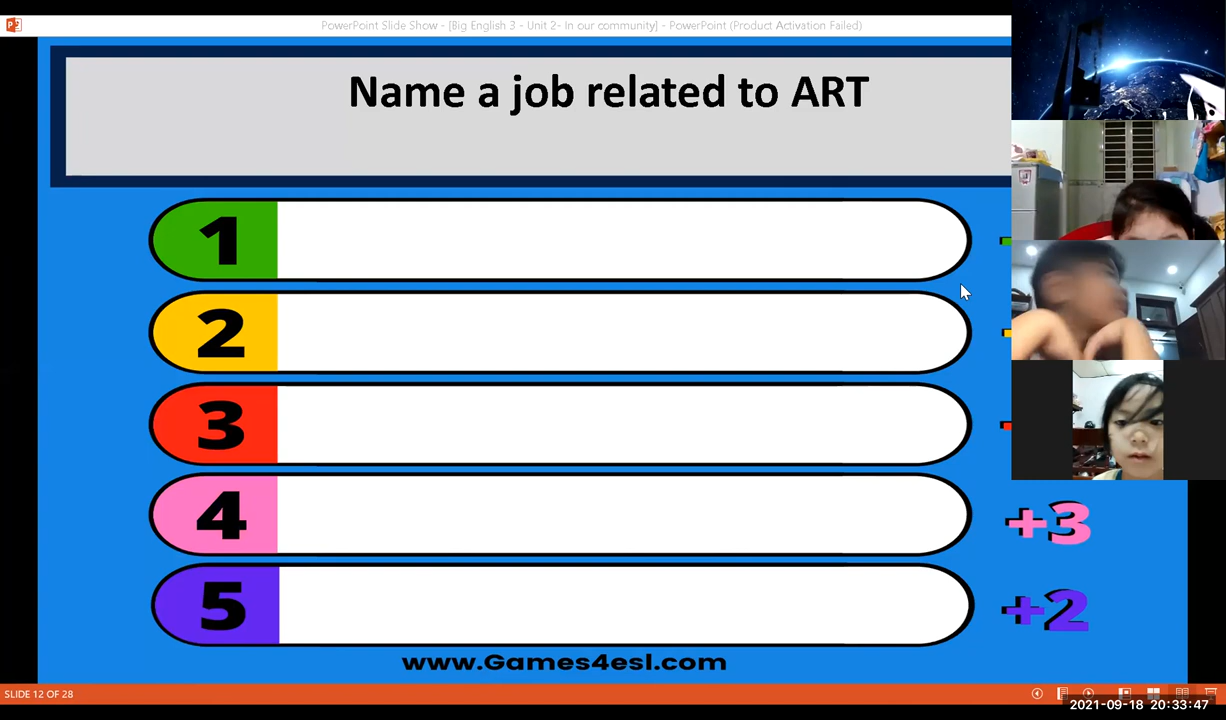 PowerPoint Slide Show - [Big English 3 - Unit 2- In our community] - PowerPoint (Product Activation Failed)
Name a job related to ART
1
2
3
4
+3
5
+2
www.Games4esl.com
SLIDE 12 OF 28
2021-09-18 20:33:47